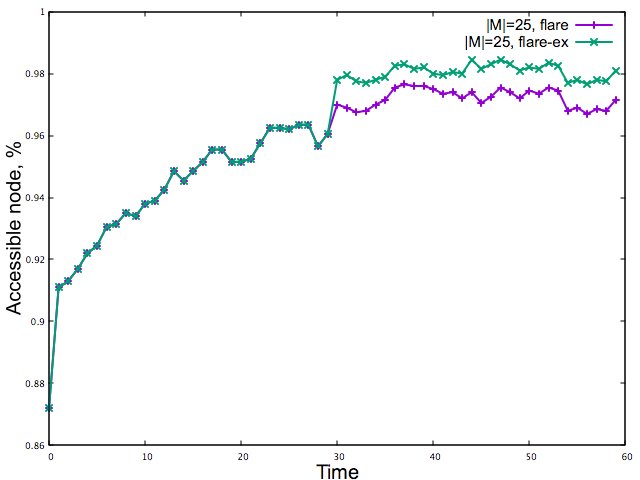 |M|=25, flare
|M|=25, flare-ex
1
0.98
0.96
0.94
0.92
0.9
0.88
0.86
Accessible node, %
0 10 20 30 40 50 60
Time